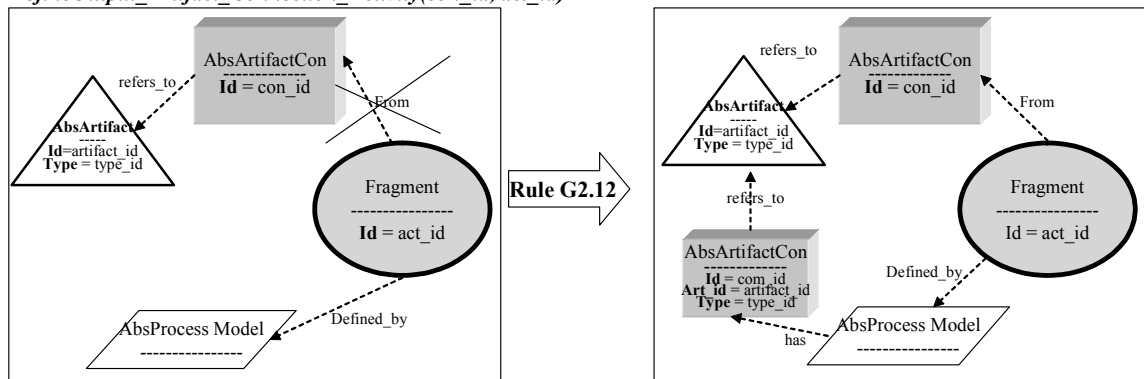 AbsArtifactCon
--------------
Id = con_id
refers_to
From
AbsArtifact
-----
Id=artifact_id
Type = type_id
Fragment
------------------
Id = act_id
Defined_by
AbsProcess Model
------------------
Rule G2.12
AbsArtifactCon
--------------
Id = con_id
refers_to
From
AbsArtifact
-----
Id=artifact_id
Type = type_id
refers_to
Fragment
------------------
Id = act_id
AbsArtifactCon
------------------
Id = com_id
Art_id = artifact_id
Type = type_id
Defined_by
has
AbsProcess Model
------------------